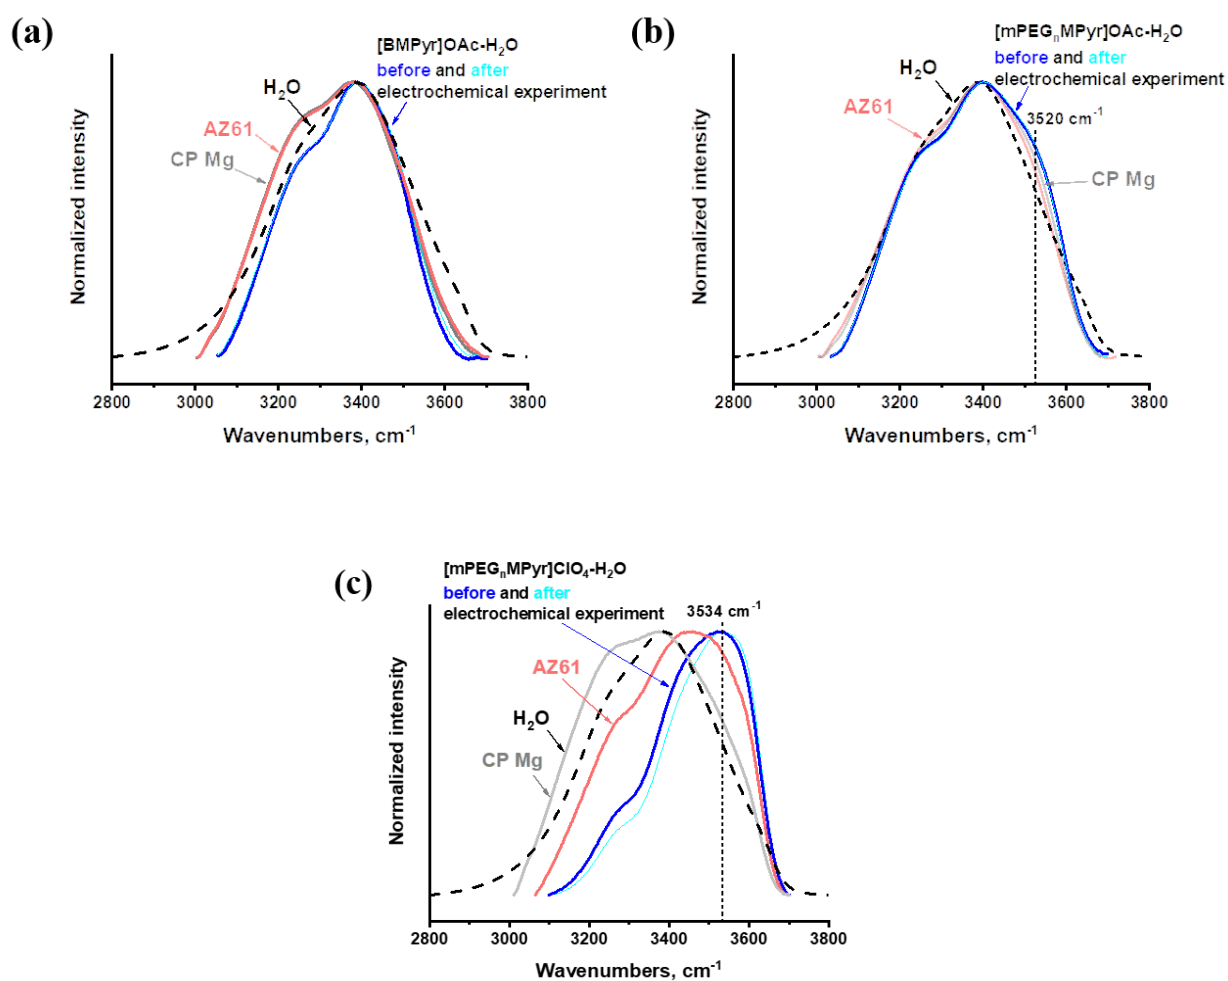 (a)
[BMPyr]OAc-H₂O
before and after
electrochemical experiment
H₂O
AZ61
CP Mg
Normalized intensity
2800 3000 3200 3400 3600 3800
Wavenumbers, cm⁻¹
(b)
[mPEGₙMPyr]OAc-H₂O
before and after
electrochemical experiment
H₂O
AZ61
3520 cm⁻¹
CP Mg
Normalized intensity
2800 3000 3200 3400 3600 3800
Wavenumbers, cm⁻¹
(c)
[mPEGₙMPyr]ClO₄-H₂O
before and after
electrochemical experiment
3534 cm⁻¹
AZ61
H₂O
CP Mg
Normalized intensity
2800 3000 3200 3400 3600 3800
Wavenumbers, cm⁻¹